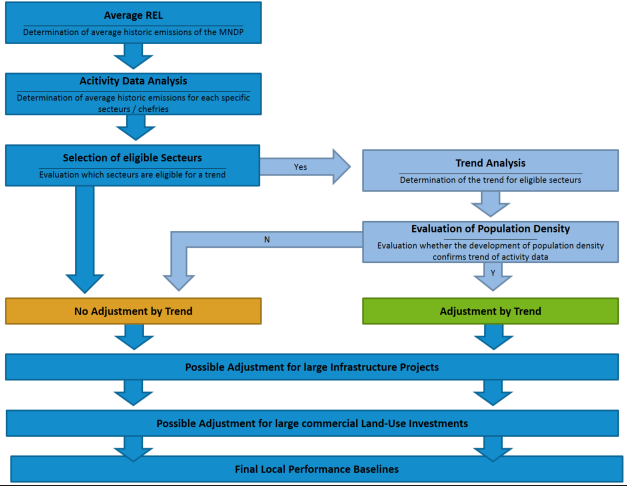 Average REL
Determination of average historic emissions of the MNDP
Acitivity Data Analysis
Determination of average historic emissions for each specific
secteurs / chefries
Selection of eligible Secteurs
Evaluation which secteurs are eligible for a trend
Yes
Trend Analysis
Determination of the trend for eligible secteurs
Evaluation of Population Density
Evaluation whether the development of population density
confirms trend of activity data
N
Y
No Adjustment by Trend
Adjustment by Trend
Possible Adjustment for large Infrastructure Projects
Possible Adjustment for large commercial Land-Use Investments
Final Local Performance Baselines